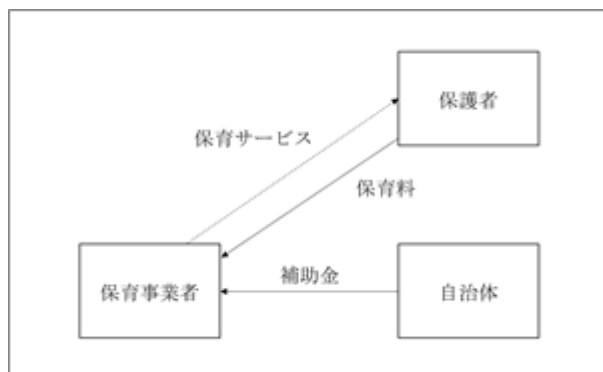 保護者
保育サービス
保育料
保育事業者
補助金
自治体